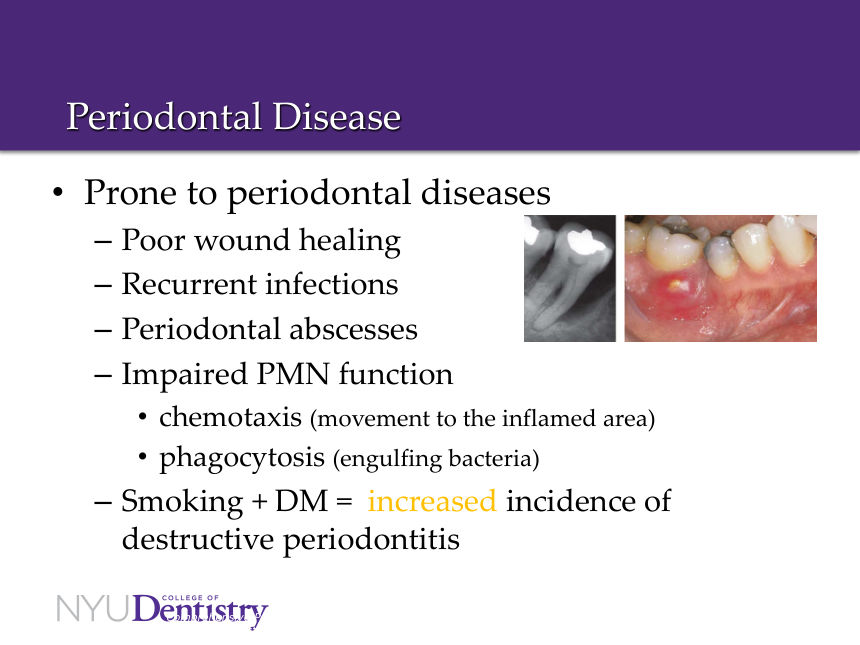 Periodontal Disease
• Prone to periodontal diseases
– Poor wound healing
– Recurrent infections
– Periodontal abscesses
– Impaired PMN function
• chemotaxis (movement to the inflamed area)
• phagocytosis (engulfing bacteria)
– Smoking + DM = increased incidence of
destructive periodontitis
NYU COLLEGE OF
Dentistry